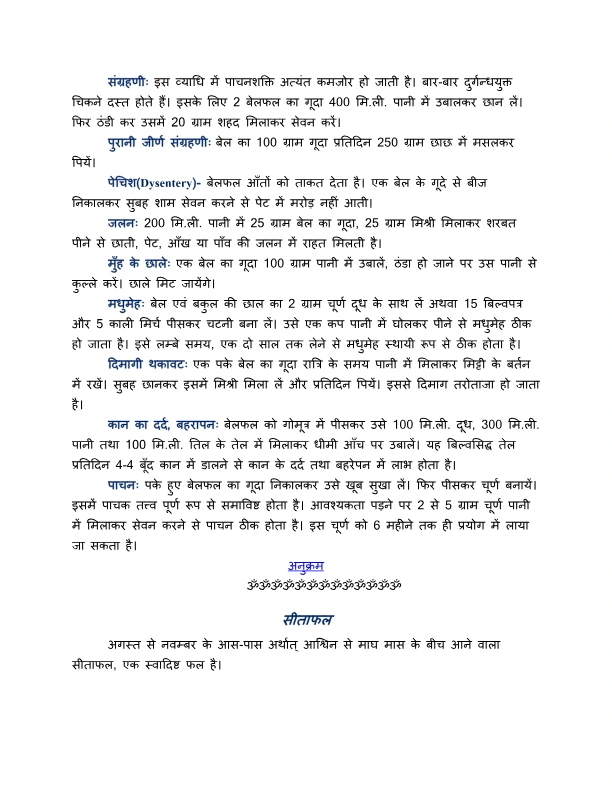 संग्रहणीः इस व्याधि में पाचनशक्ति अत्यंत कमजोर हो जाती है। बार-बार दुर्गन्धयुक्त
चिकने दस्त होते हैं। इसके लिए 2 बेलफल का गूदा 400 मि.ली. पानी में उबालकर छान लें।
फिर ठंडी कर उसमें 20 ग्राम शहद मिलाकर सेवन करें।
पुरानी जीर्ण संग्रहणीः बेल का 100 ग्राम गूदा प्रतिदिन 250 ग्राम छाछ में मसलकर
पियें।
पेचिश(Dysentery)- बेलफल आँतों को ताकत देता है। एक बेल के गूदे से बीज
निकालकर सुबह शाम सेवन करने से पेट में मरोड़ नहीं आती।
जलनः 200 मि.ली. पानी में 25 ग्राम बेल का गूदा, 25 ग्राम मिश्री मिलाकर शरबत
पीने से छाती, पेट, आँख या पाँव की जलन में राहत मिलती है।
मुँह के छालेः एक बेल का गूदा 100 ग्राम पानी में उबालें, ठंडा हो जाने पर उस पानी से
कुल्ले करें। छाले मिट जायेंगे।
मधुमेहः बेल एवं बकुल की छाल का 2 ग्राम चूर्ण दूध के साथ लें अथवा 15 बिल्वपत्र
और 5 काली मिर्च पीसकर चटनी बना लें। उसे एक कप पानी में घोलकर पीने से मधुमेह ठीक
हो जाता है। इसे लम्बे समय, एक दो साल तक लेने से मधुमेह स्थायी रूप से ठीक होता है।
दिमागी थकावटः एक पके बेल का गूदा रात्रि के समय पानी में मिलाकर मिट्टी के बर्तन
में रखें। सुबह छानकर इसमें मिश्री मिला लें और प्रतिदिन पियें। इससे दिमाग तरोताजा हो जाता
है।
कान का दर्द, बहरापनः बेलफल को गोमूत्र में पीसकर उसे 100 मि.ली. दूध, 300 मि.ली.
पानी तथा 100 मि.ली. तिल के तेल में मिलाकर धीमी आँच पर उबालें। यह बिल्वसिद्ध तेल
प्रतिदिन 4-4 बूँद कान में डालने से कान के दर्द तथा बहरेपन में लाभ होता है।
पाचनः पके हुए बेलफल का गूदा निकालकर उसे खूब सुखा लें। फिर पीसकर चूर्ण बनायें।
इसमें पाचक तत्त्व पूर्ण रूप से समाविष्ट होता है। आवश्यकता पड़ने पर 2 से 5 ग्राम चूर्ण पानी
में मिलाकर सेवन करने से पाचन ठीक होता है। इस चूर्ण को 6 महीने तक ही प्रयोग में लाया
जा सकता है।
अनुक्रम
ॐॐॐॐॐॐॐॐॐॐॐॐॐ
सीताफल
अगस्त से नवम्बर के आस-पास अर्थात् आश्विन से माघ मास के बीच आने वाला
सीताफल, एक स्वादिष्ट फल है।